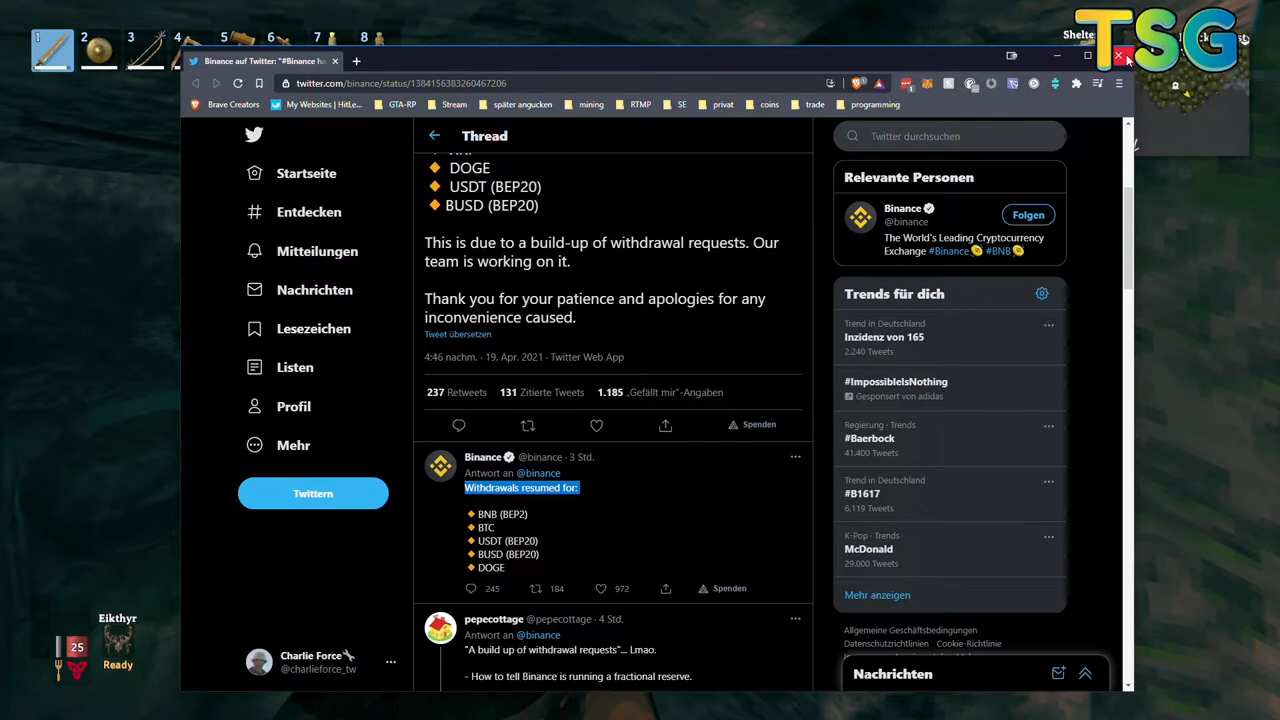 1 2 3 4 5 6 7 8
Shelter
TSG
Binance auf Twitter: "#Binance ha
twitter.com/binance/status/1384156383260467206
Brave Creators
My Websites | HitLe...
GTA-RP
Stream
später angucken
mining
RTMP
SE
privat
coins
trade
programming
Startseite
Entdecken
Mitteilungen
Nachrichten
Lesezeichen
Listen
Profil
Mehr
Twittern
Charlie Force
@charlieforce_tw
Thread
DOGE
USDT (BEP20)
BUSD (BEP20)
This is due to a build-up of withdrawal requests. Our
team is working on it.
Thank you for your patience and apologies for any
inconvenience caused.
Tweet übersetzen
4:46 nachm. · 19. Apr. 2021 · Twitter Web App
237 Retweets 131 Zitierte Tweets 1.185 „Gefällt mir“-Angaben
Spenden
Binance @binance · 3 Std.
Antwort an @binance
Withdrawals resumed for:
BNB (BEP2)
BTC
USDT (BEP20)
BUSD (BEP20)
DOGE
245 184 972 Spenden
pepecottage @pepecottage · 4 Std.
Antwort an @binance
"A build up of withdrawal requests"... Lmao.
- How to tell Binance is running a fractional reserve.
Twitter durchsuchen
Relevante Personen
Binance
@binance
Folgen
The World's Leading Cryptocurrency
Exchange #Binance #BNB
Trends für dich
Trend in Deutschland
Inzidenz von 165
2.240 Tweets
#ImpossibleIsNothing
Gesponsert von adidas
Regierung · Trends
#Baerbock
41.400 Tweets
Trend in Deutschland
#B1617
6.119 Tweets
K-Pop · Trends
McDonald
29.000 Tweets
Mehr anzeigen
Allgemeine Geschäftsbedingungen
Datenschutzrichtlinien Cookie-Richtlinie
Nachrichten
Eikthyr
25
Ready